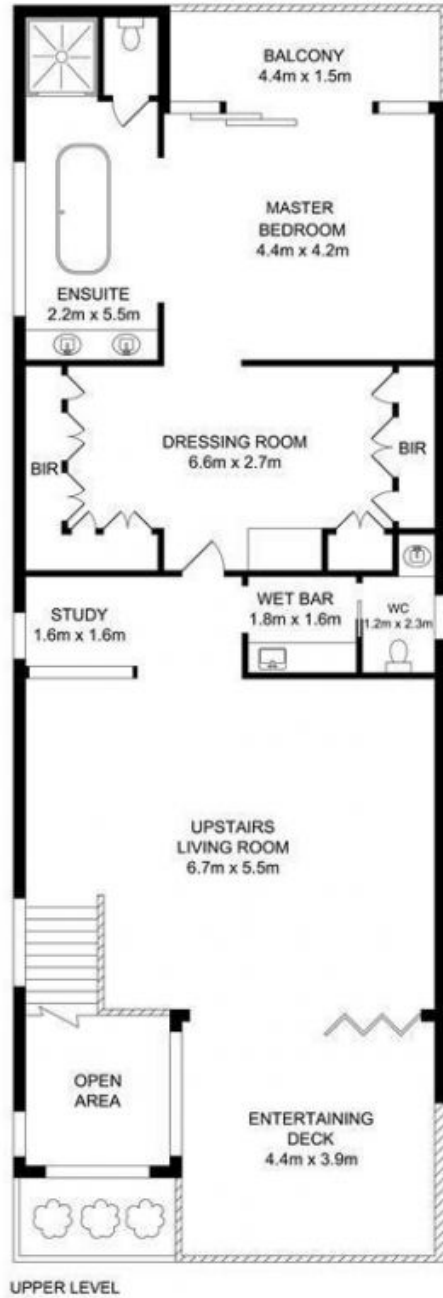 BALCONY
4.4m x 1.5m
MASTER
BEDROOM
4.4m x 4.2m
ENSUITE
2.2m x 5.5m
DRESSING ROOM
6.6m x 2.7m
BIR
BIR
STUDY
1.6m x 1.6m
WET BAR
1.8m x 1.6m
WC
1.2m x 2.3m
UPSTAIRS
LIVING ROOM
6.7m x 5.5m
OPEN
AREA
ENTERTAINING
DECK
4.4m x 3.9m
UPPER LEVEL